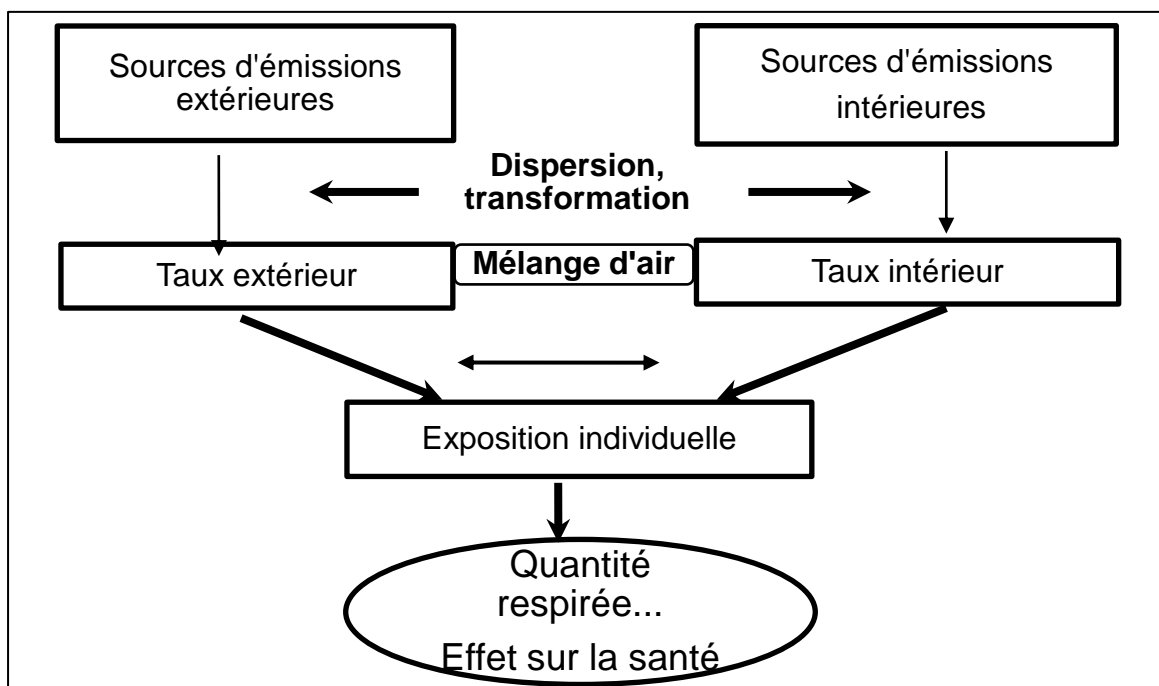 Sources d'émissions
extérieures
Sources d'émissions
intérieures
Dispersion,
transformation
Taux extérieur
Mélange d'air
Taux intérieur
Exposition individuelle
Quantité
respirée...
Effet sur la santé